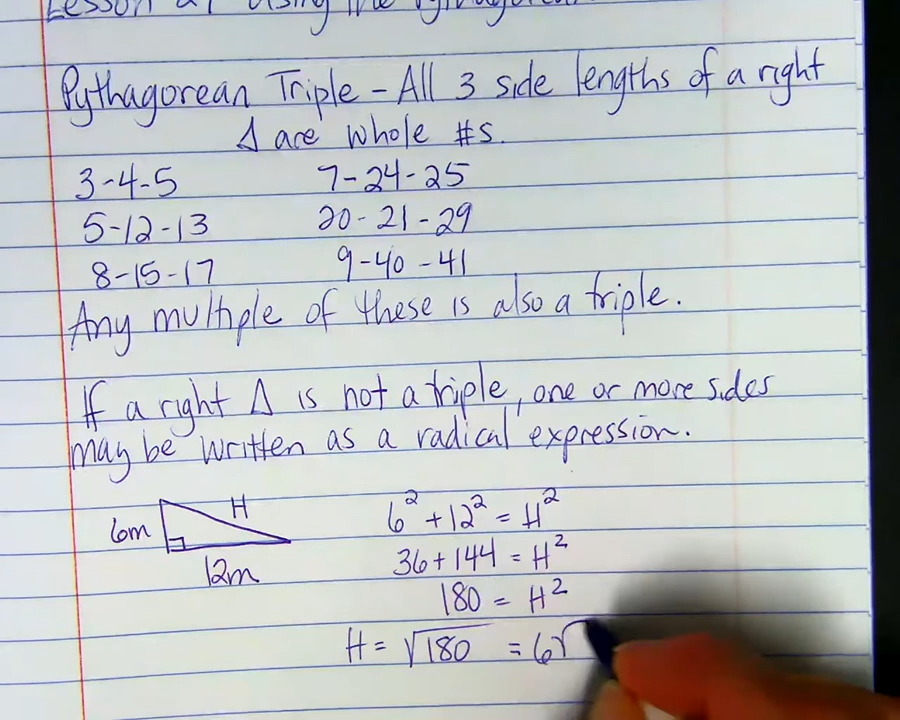 Lesson
Using the
Pythagorean Triple - All 3 side lengths of a right
Δ are whole #s.
3-4-5 7-24-25
5-12-13 20-21-29
8-15-17 9-40-41
Any multiple of these is also a triple.
If a right Δ is not a triple, one or more sides
may be written as a radical expression.
6m H 12m
6² + 12² = H²
36 + 144 = H²
180 = H²
H = √180 = 6√